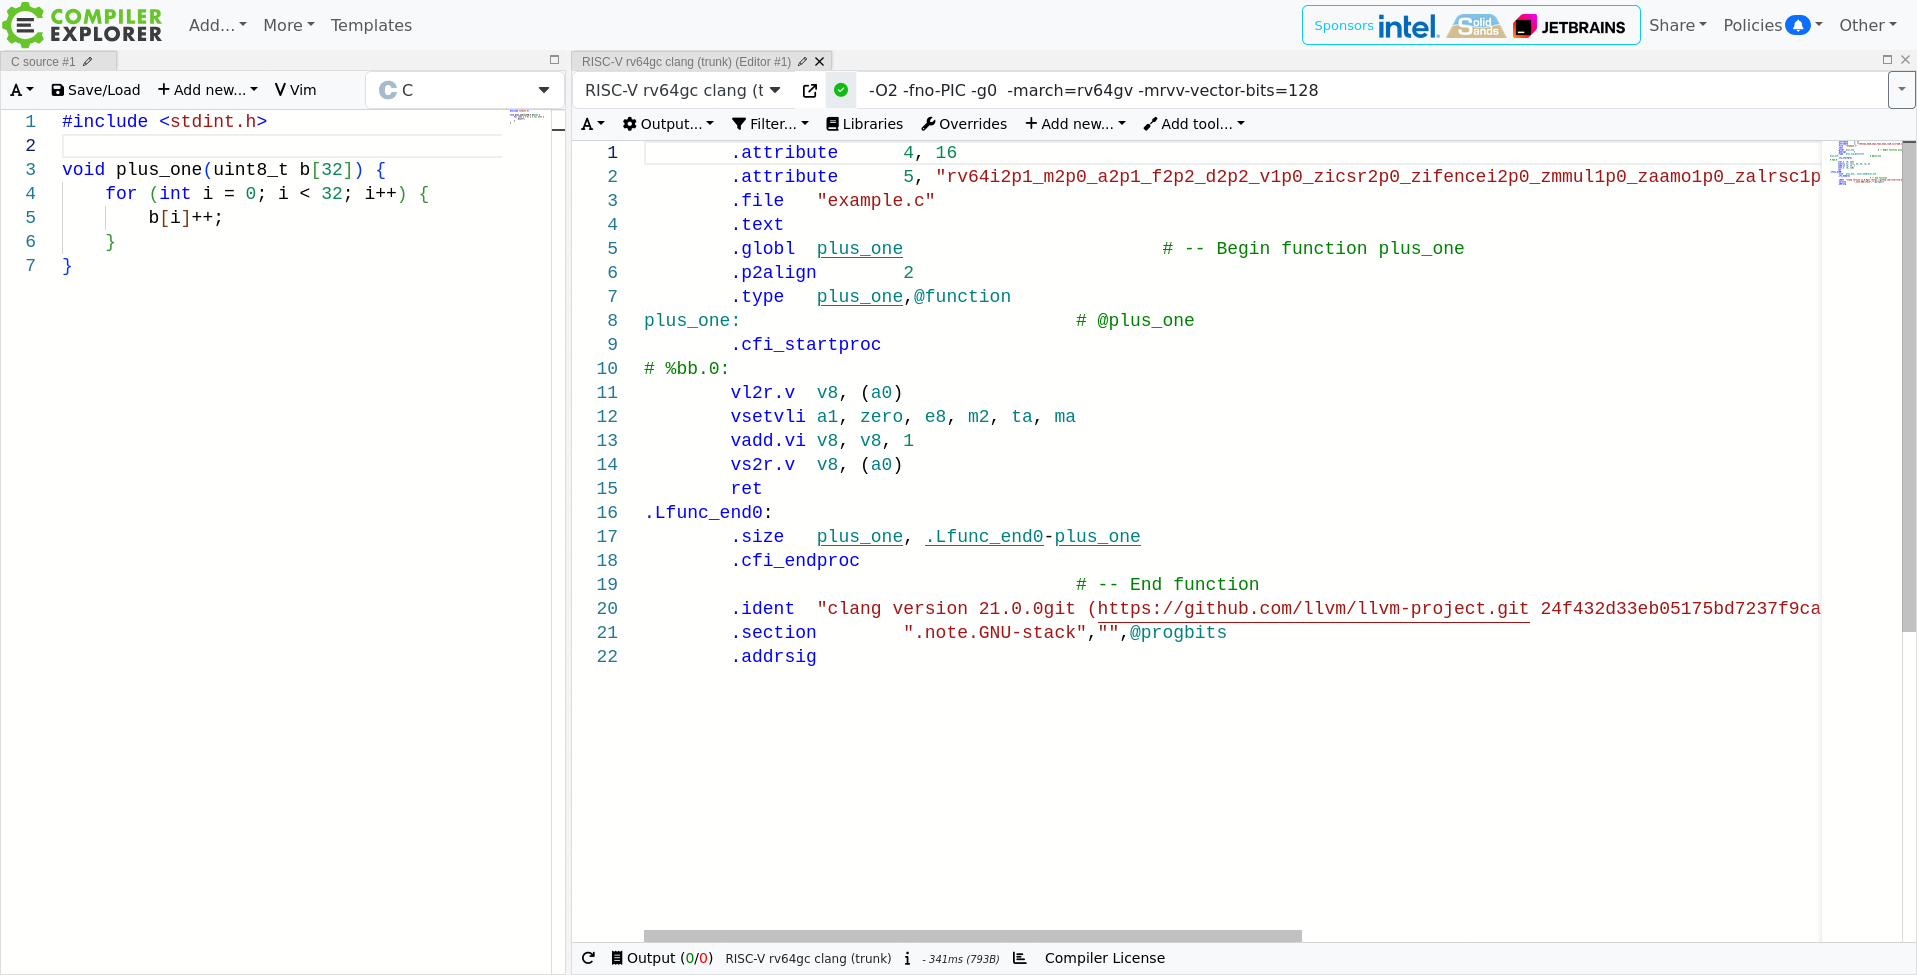 COMPILER EXPLORER Add... More Templates Sponsors intel. Solid Sands JETBRAINS Share Policies Other
C source #1
A Save/Load + Add new... V Vim C
1 #include <stdint.h>
2
3 void plus_one(uint8_t b[32]) {
4     for (int i = 0; i < 32; i++) {
5         b[i]++;
6     }
7 }
RISC-V rv64gc clang (trunk) (Editor #1)
RISC-V rv64gc clang (t -O2 -fno-PIC -g0  -march=rv64gv -mrvv-vector-bits=128
A Output... Filter... Libraries Overrides + Add new... Add tool...
1         .attribute      4, 16
2         .attribute      5, "rv64i2p1_m2p0_a2p1_f2p2_d2p2_v1p0_zicsr2p0_zifencei2p0_zmmul1p0_zaamo1p0_zalrsc1p
3         .file   "example.c"
4         .text
5         .globl  plus_one                        # -- Begin function plus_one
6         .p2align        2
7         .type   plus_one,@function
8 plus_one:                               # @plus_one
9         .cfi_startproc
10 # %bb.0:
11         vl2r.v  v8, (a0)
12         vsetvli a1, zero, e8, m2, ta, ma
13         vadd.vi v8, v8, 1
14         vs2r.v  v8, (a0)
15         ret
16 .Lfunc_end0:
17         .size   plus_one, .Lfunc_end0-plus_one
18         .cfi_endproc
19                                         # -- End function
20         .ident  "clang version 21.0.0git (https://github.com/llvm/llvm-project.git 24f432d33eb05175bd7237f9ca
21         .section        ".note.GNU-stack","",@progbits
22         .addrsig
Output (0/0) RISC-V rv64gc clang (trunk) i - 341ms (793B) Compiler License